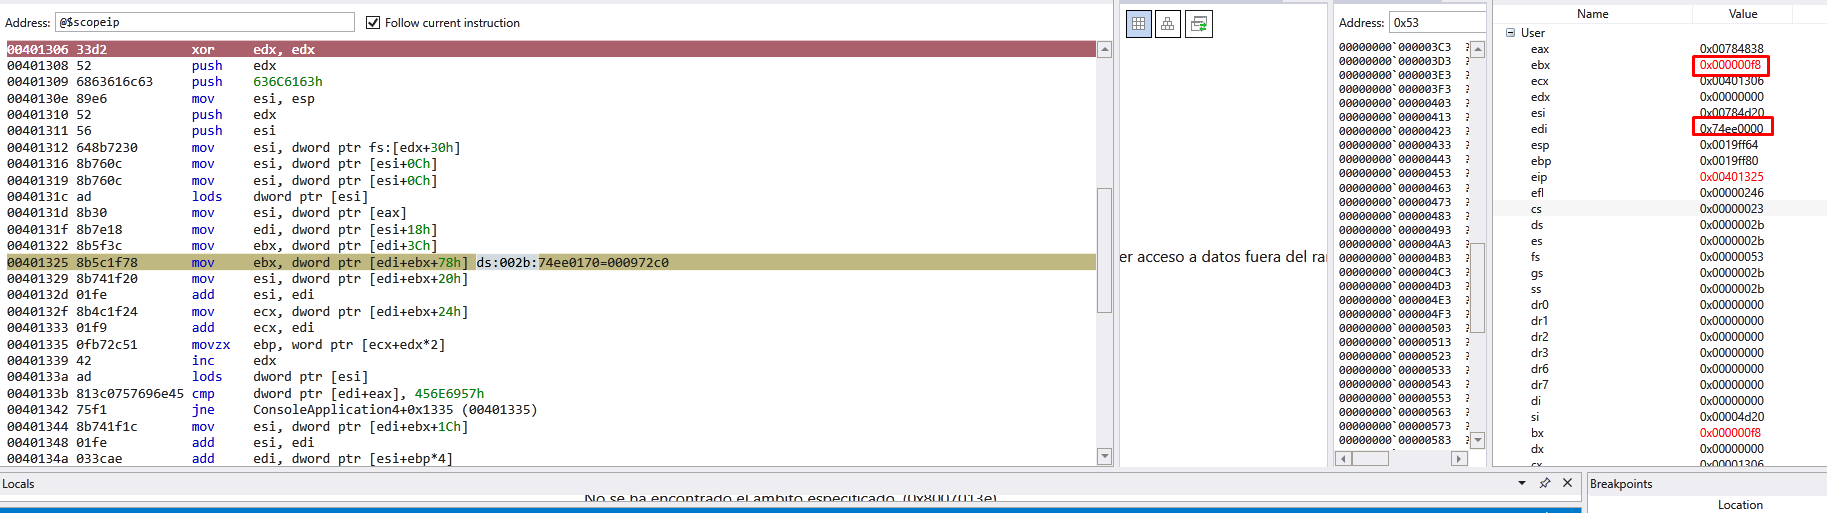 Address: @$scopeip Follow current instruction
00401306 33d2 xor edx, edx
00401308 52 push edx
00401309 6863616c63 push 636C6163h
0040130e 89e6 mov esi, esp
00401310 52 push edx
00401311 56 push esi
00401312 648b7230 mov esi, dword ptr fs:[edx+30h]
00401316 8b760c mov esi, dword ptr [esi+0Ch]
00401319 8b760c mov esi, dword ptr [esi+0Ch]
0040131c ad lods dword ptr [esi]
0040131d 8b30 mov esi, dword ptr [eax]
0040131f 8b7e18 mov edi, dword ptr [esi+18h]
00401322 8b5f3c mov ebx, dword ptr [edi+3Ch]
00401325 8b5c1f78 mov ebx, dword ptr [edi+ebx+78h] ds:002b:74ee0170=000972c0
00401329 8b741f20 mov esi, dword ptr [edi+ebx+20h]
0040132d 01fe add esi, edi
0040132f 8b4c1f24 mov ecx, dword ptr [edi+ebx+24h]
00401333 01f9 add ecx, edi
00401335 0fb72c51 movzx ebp, word ptr [ecx+edx*2]
00401339 42 inc edx
0040133a ad lods dword ptr [esi]
0040133b 813c0757696e45 cmp dword ptr [edi+eax], 456E6957h
00401342 75f1 jne ConsoleApplication4+0x1335 (00401335)
00401344 8b741f1c mov esi, dword ptr [edi+ebx+1Ch]
00401348 01fe add esi, edi
0040134a 033cae add edi, dword ptr [esi+ebp*4]
er acceso a datos fuera del ra
Address: 0x53
00000000`000003C3 ?
00000000`000003D3 ?
00000000`000003E3 ?
00000000`000003F3 ?
00000000`00000403 ?
00000000`00000413 ?
00000000`00000423 ?
00000000`00000433 ?
00000000`00000443 ?
00000000`00000453 ?
00000000`00000463 ?
00000000`00000473 ?
00000000`00000483 ?
00000000`00000493 ?
00000000`000004A3 ?
00000000`000004B3 ?
00000000`000004C3 ?
00000000`000004D3 ?
00000000`000004E3 ?
00000000`000004F3 ?
00000000`00000503 ?
00000000`00000513 ?
00000000`00000523 ?
00000000`00000533 ?
00000000`00000543 ?
00000000`00000553 ?
00000000`00000563 ?
00000000`00000573 ?
00000000`00000583 ?
Name Value
User
eax 0x00784838
ebx 0x000000f8
ecx 0x00401306
edx 0x00000000
esi 0x00784d20
edi 0x74ee0000
esp 0x0019ff64
ebp 0x0019ff80
eip 0x00401325
efl 0x00000246
cs 0x00000023
ds 0x0000002b
es 0x0000002b
fs 0x00000053
gs 0x0000002b
ss 0x0000002b
dr0 0x00000000
dr1 0x00000000
dr2 0x00000000
dr3 0x00000000
dr6 0x00000000
dr7 0x00000000
di 0x00000000
si 0x00004d20
bx 0x000000f8
dx 0x00000000
cx 0x00001306
Locals
No se ha encontrado el ámbito especificado. (0x8007013e)
Breakpoints
Location